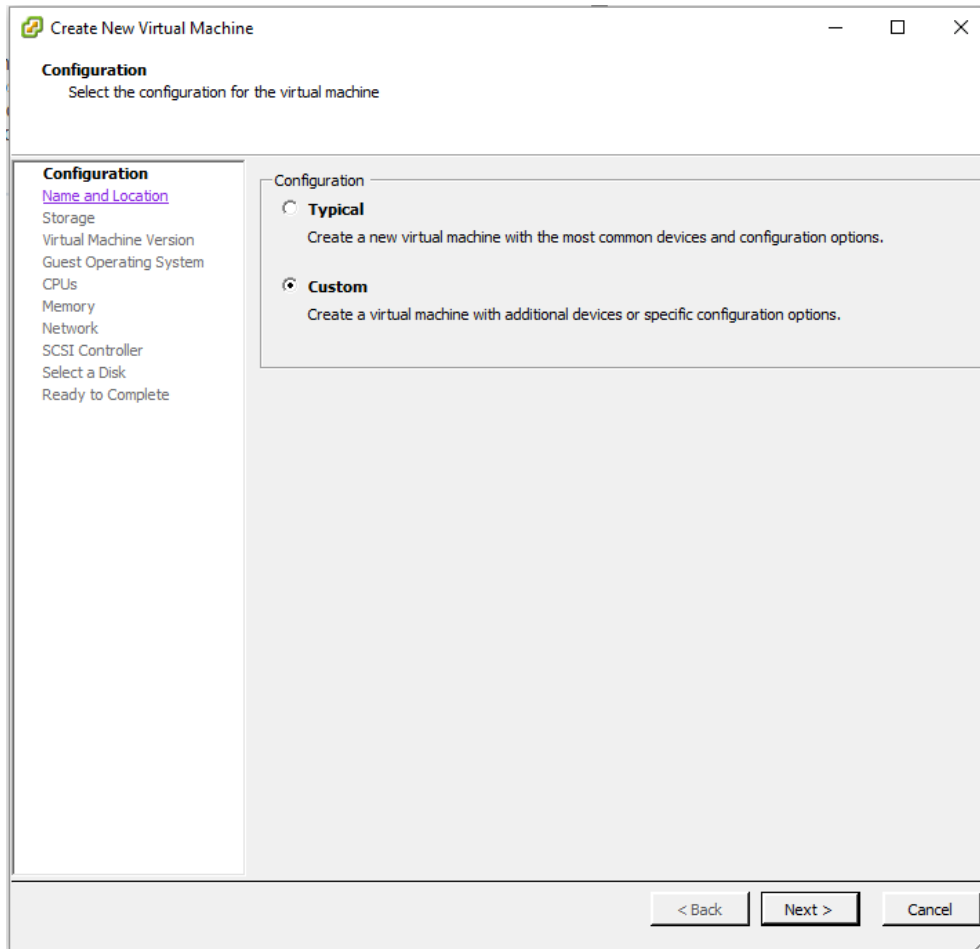 Create New Virtual Machine
Configuration
Select the configuration for the virtual machine
Configuration
Name and Location
Storage
Virtual Machine Version
Guest Operating System
CPUs
Memory
Network
SCSI Controller
Select a Disk
Ready to Complete
Configuration
Typical
Create a new virtual machine with the most common devices and configuration options.
Custom
Create a virtual machine with additional devices or specific configuration options.
< Back
Next >
Cancel